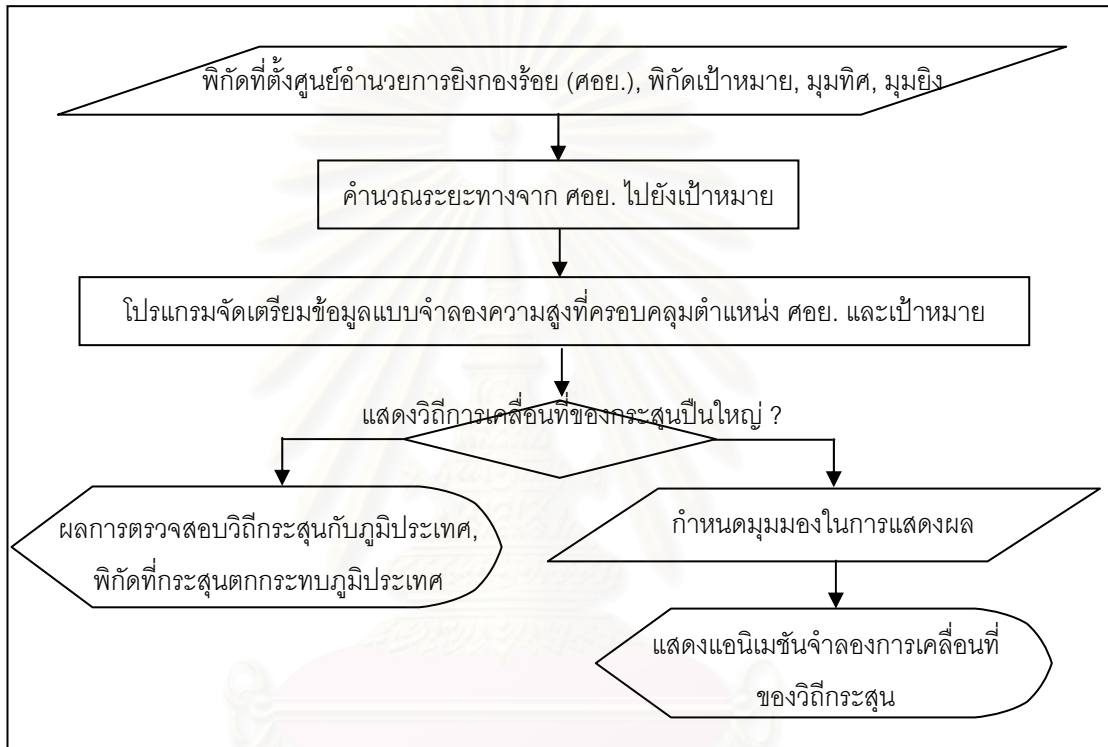 พิกัดที่ตั้งศูนย์อำนวยการยิงกองร้อย (ศอย.), พิกัดเป้าหมาย, มุมทิศ, มุมยิง
คำนวณระยะทางจาก ศอย. ไปยังเป้าหมาย
โปรแกรมจัดเตรียมข้อมูลแบบจำลองความสูงที่ครอบคลุมตำแหน่ง ศอย. และเป้าหมาย
แสดงวิถีการเคลื่อนที่ของกระสุนปืนใหญ่ ?
ผลการตรวจสอบวิถีกระสุนกับภูมิประเทศ,
พิกัดที่กระสุนตกกระทบภูมิประเทศ
กำหนดมุมมองในการแสดงผล
แสดงแอนิเมชันจำลองการเคลื่อนที่
ของวิถีกระสุน